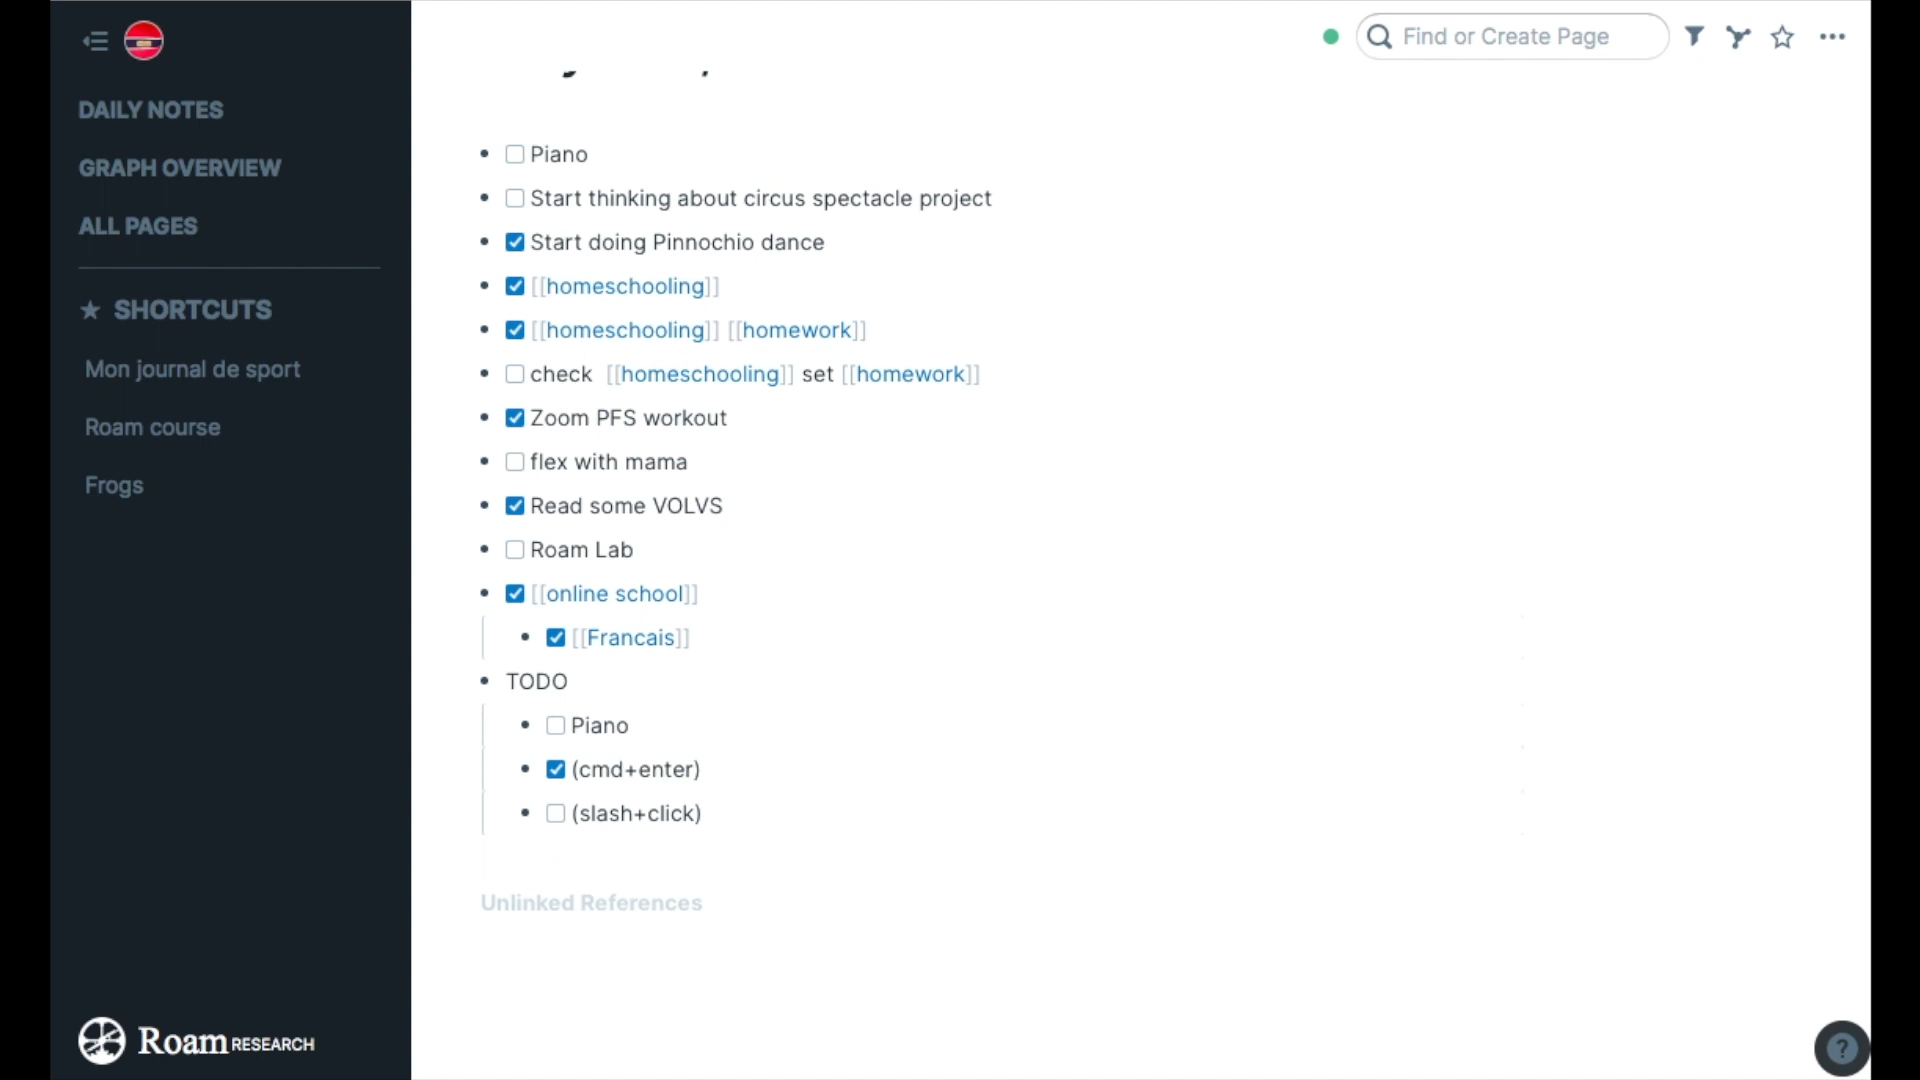 Find or Create Page
DAILY NOTES
GRAPH OVERVIEW
ALL PAGES
★ SHORTCUTS
Mon journal de sport
Roam course
Frogs
Piano
Start thinking about circus spectacle project
Start doing Pinnochio dance
[[homeschooling]]
[[homeschooling]] [[homework]]
check [[homeschooling]] set [[homework]]
Zoom PFS workout
flex with mama
Read some VOLVS
Roam Lab
[[online school]]
[[Francais]]
TODO
Piano
(cmd+enter)
(slash+click)
Unlinked References
Roam RESEARCH
?